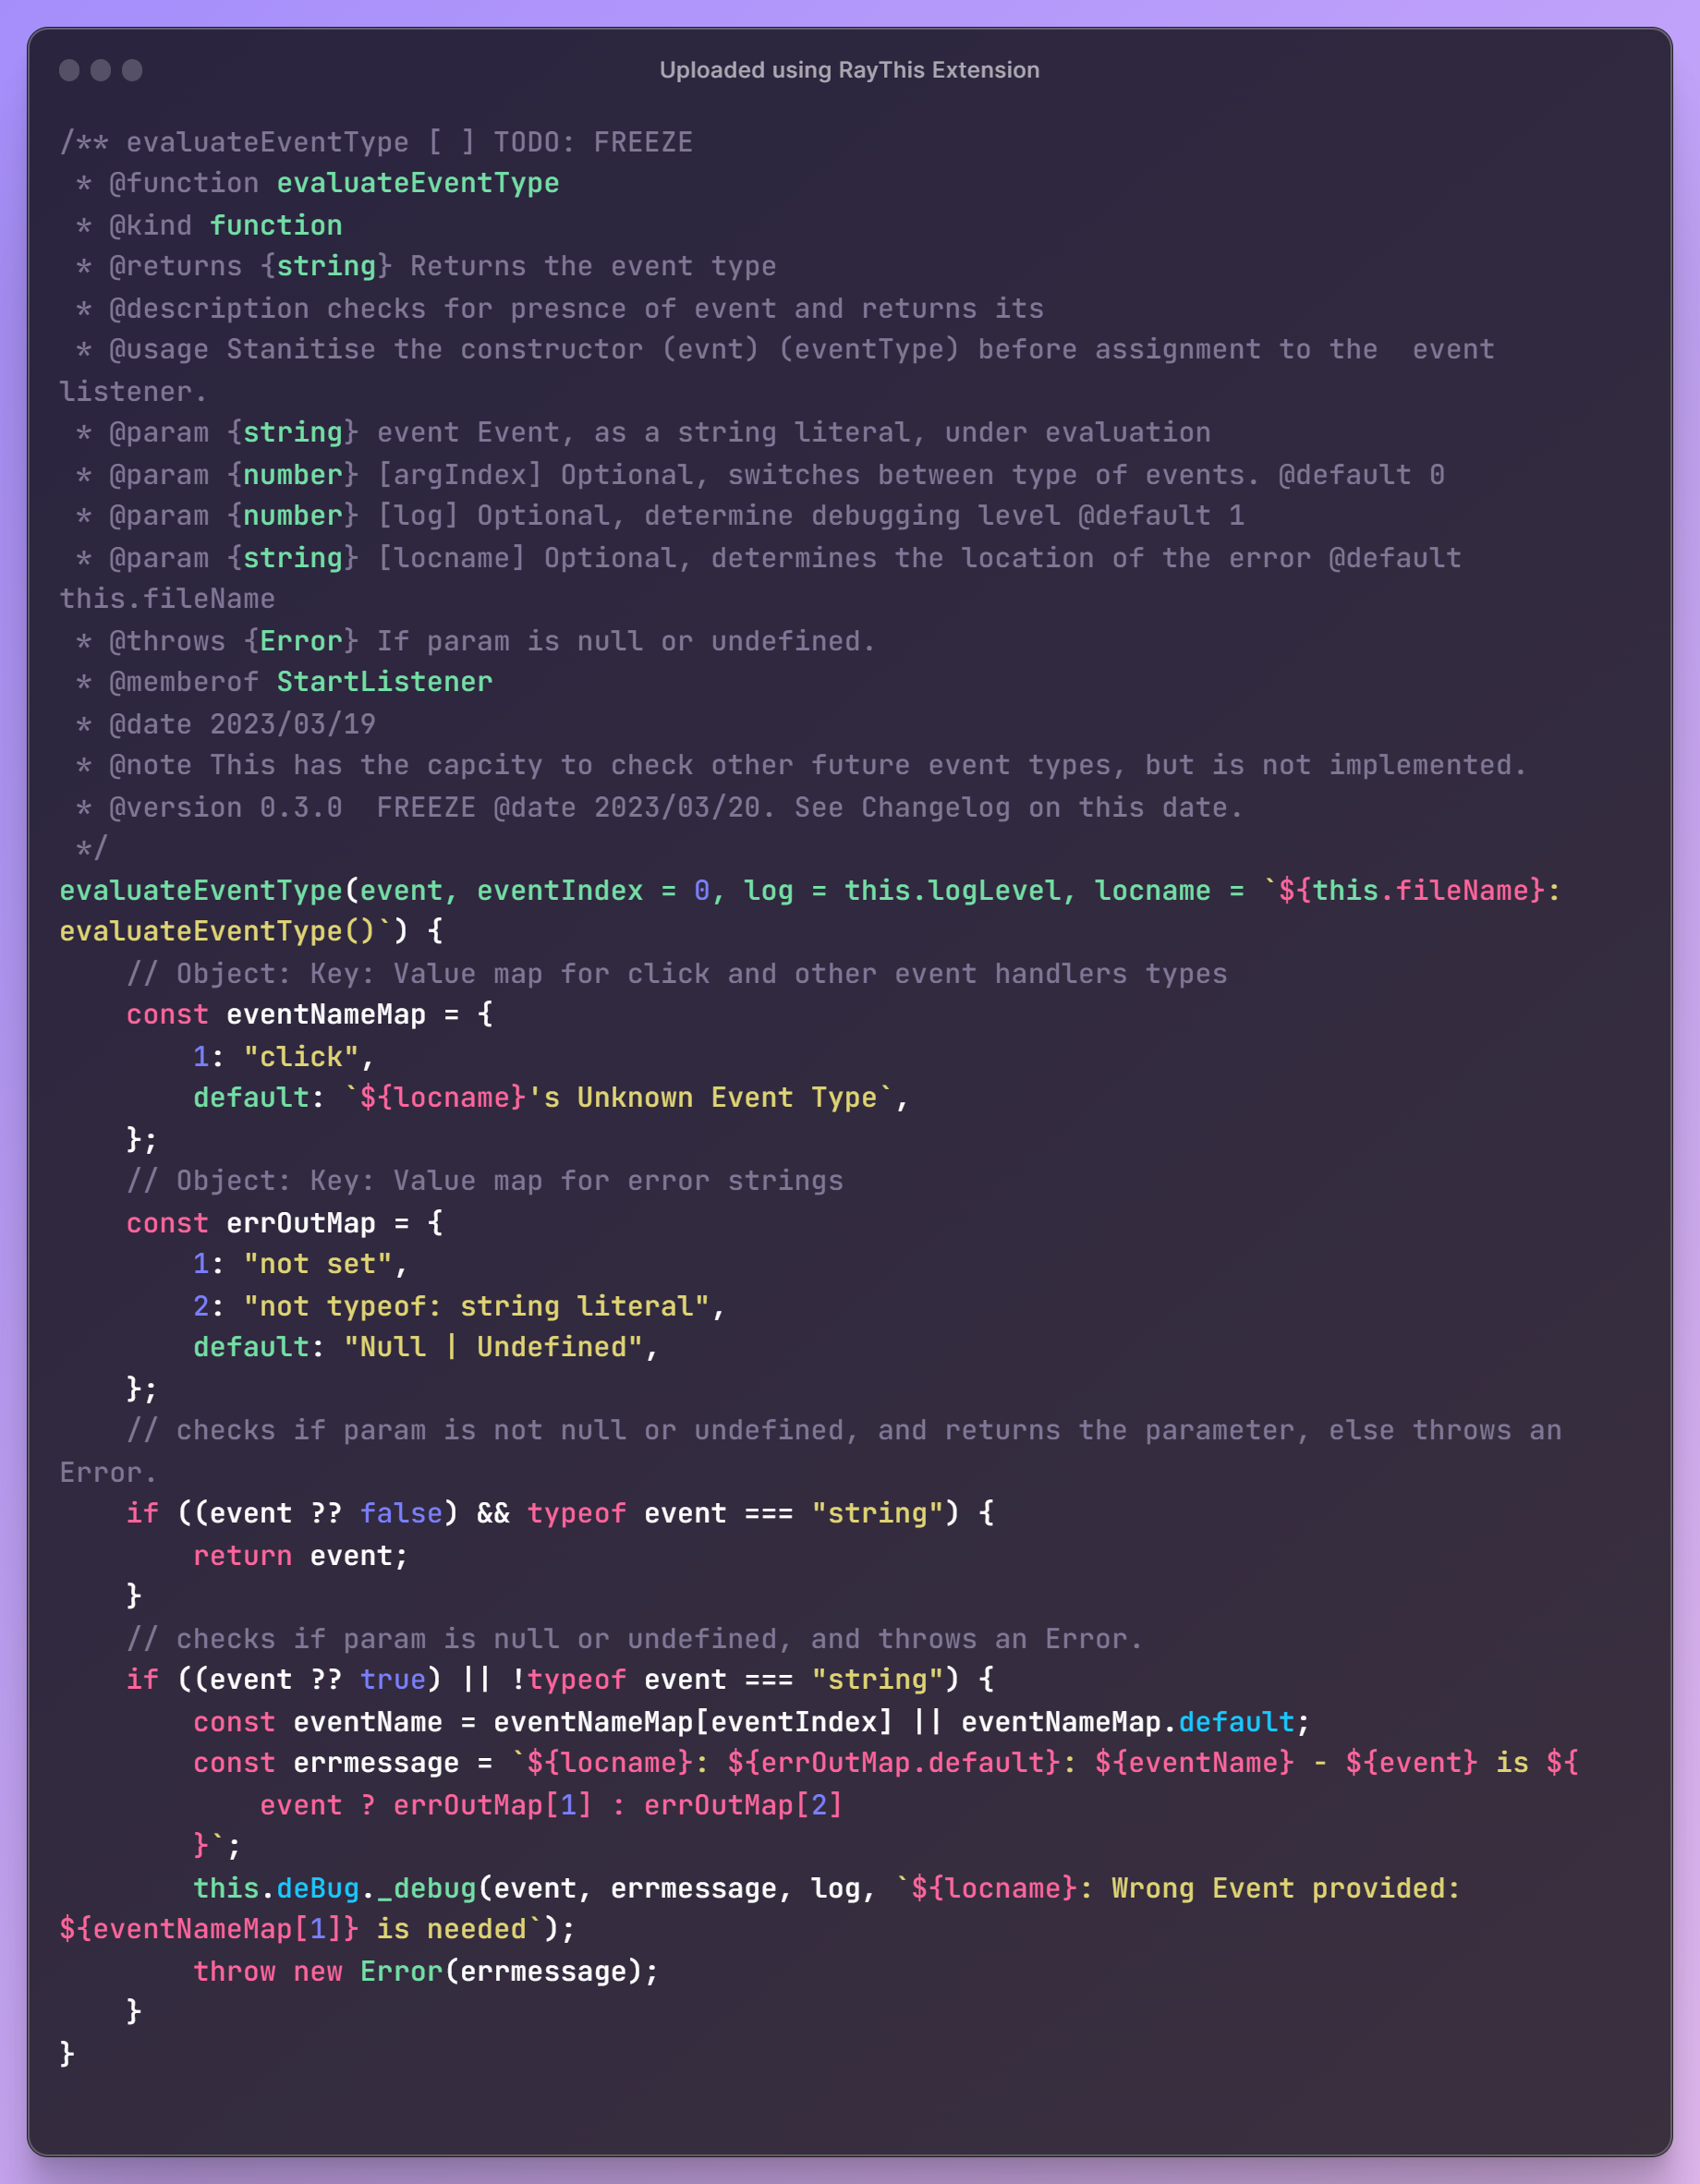 Uploaded using RayThis Extension
/** evaluateEventType [ ] TODO: FREEZE
 * @function evaluateEventType
 * @kind function
 * @returns {string} Returns the event type
 * @description checks for presnce of event and returns its
 * @usage Stanitise the constructor (evnt) (eventType) before assignment to the  event
listener.
 * @param {string} event Event, as a string literal, under evaluation
 * @param {number} [argIndex] Optional, switches between type of events. @default 0
 * @param {number} [log] Optional, determine debugging level @default 1
 * @param {string} [locname] Optional, determines the location of the error @default
this.fileName
 * @throws {Error} If param is null or undefined.
 * @memberof StartListener
 * @date 2023/03/19
 * @note This has the capcity to check other future event types, but is not implemented.
 * @version 0.3.0  FREEZE @date 2023/03/20. See Changelog on this date.
 */
evaluateEventType(event, eventIndex = 0, log = this.logLevel, locname = `${this.fileName}:
evaluateEventType()`) {
    // Object: Key: Value map for click and other event handlers types
    const eventNameMap = {
        1: "click",
        default: `${locname}'s Unknown Event Type`,
    };
    // Object: Key: Value map for error strings
    const errOutMap = {
        1: "not set",
        2: "not typeof: string literal",
        default: "Null | Undefined",
    };
    // checks if param is not null or undefined, and returns the parameter, else throws an
Error.
    if ((event ?? false) && typeof event === "string") {
        return event;
    }
    // checks if param is null or undefined, and throws an Error.
    if ((event ?? true) || !typeof event === "string") {
        const eventName = eventNameMap[eventIndex] || eventNameMap.default;
        const errmessage = `${locname}: ${errOutMap.default}: ${eventName} - ${event} is ${
            event ? errOutMap[1] : errOutMap[2]
        }`;
        this.deBug._debug(event, errmessage, log, `${locname}: Wrong Event provided:
${eventNameMap[1]} is needed`);
        throw new Error(errmessage);
    }
}